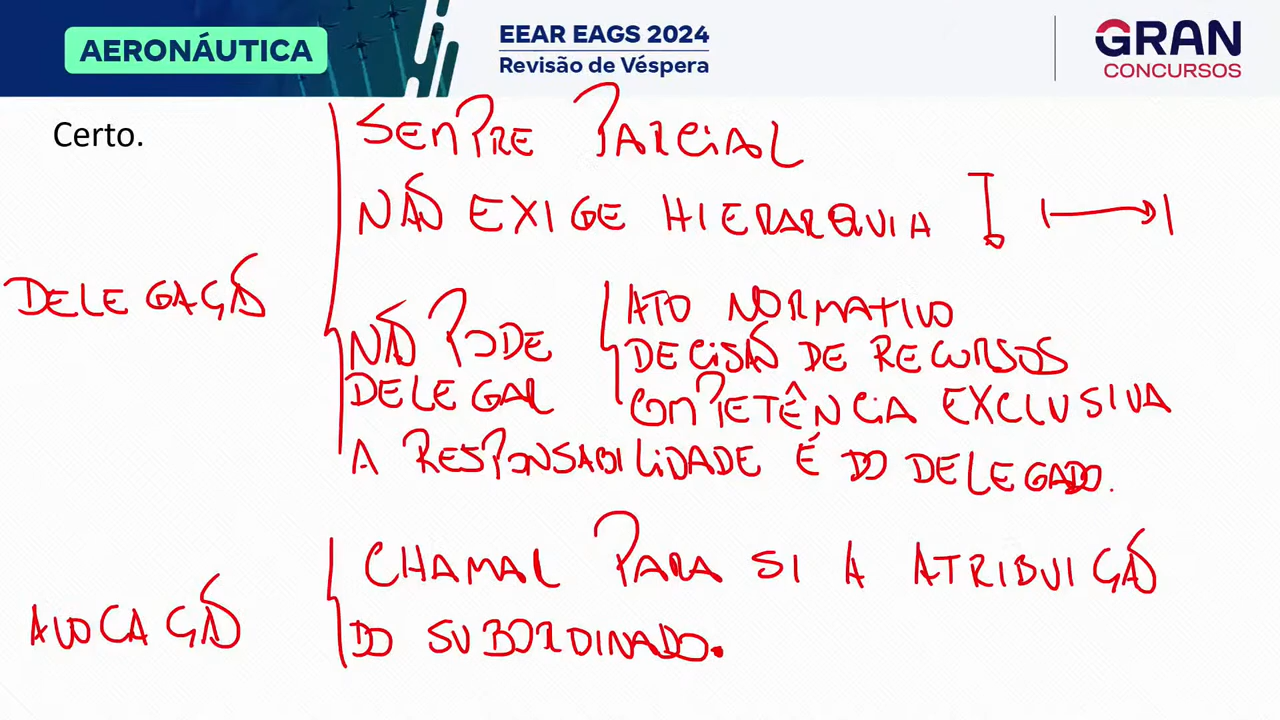 AERONÁUTICA
EEAR EAGS 2024
Revisão de Véspera
GRAN
CONCURSOS
Certo.
DELEGAÇÃO
SEMPRE PARCIAL
NÃO EXIGE HIERARQUIA
NÃO PODE
DELEGAR
ATO NORMATIVO
DECISÃO DE RECURSOS
COMPETÊNCIA EXCLUSIVA
A RESPONSABILIDADE É DO DELEGADO.
AVOCAÇÃO
CHAMAR PARA SI A ATRIBUIÇÃO
DO SUBORDINADO.